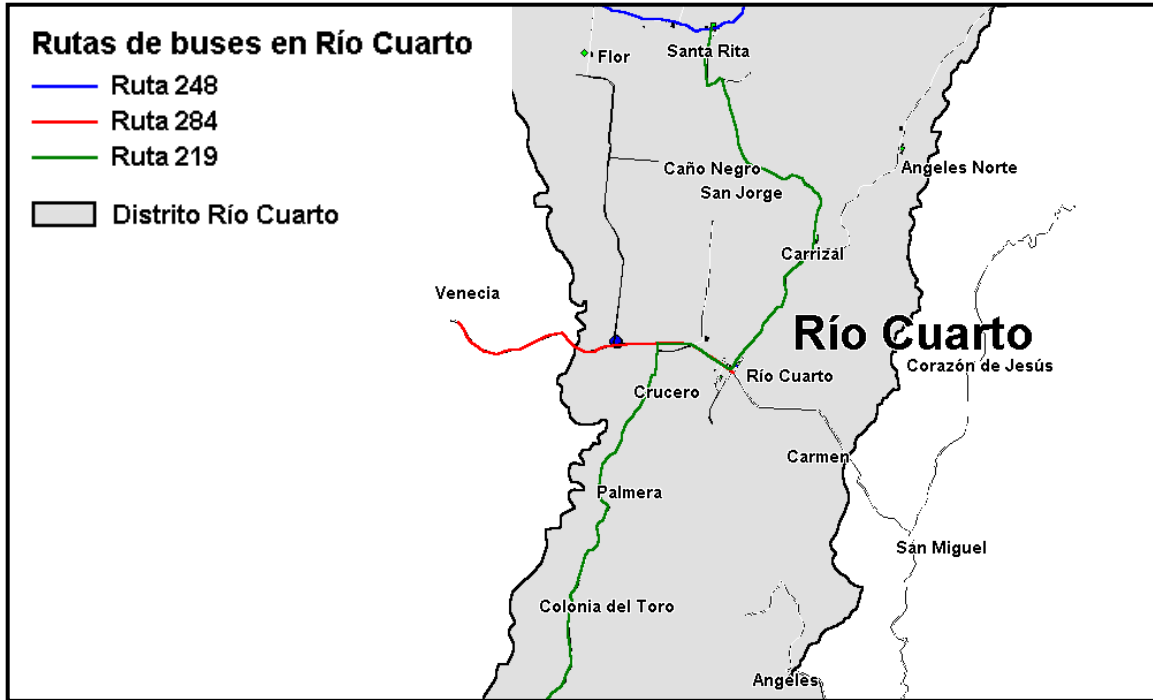 Rutas de buses en Río Cuarto
Ruta 248
Ruta 284
Ruta 219
Distrito Río Cuarto
Flor
Santa Rita
Caño Negro
San Jorge
Angeles Norte
Carrizal
Venecia
Río Cuarto
Corazón de Jesús
Río Cuarto
Crucero
Carmen
Palmera
San Miguel
Colonia del Toro
Angeles